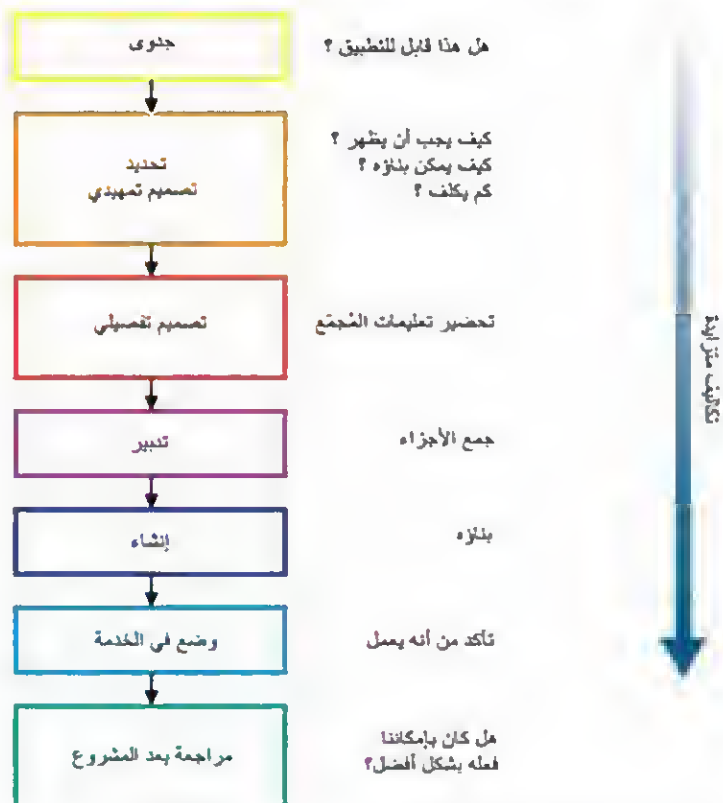 جدوى
هل هذا قابل للتطبيق ؟
تحديد
تصميم تمهيدي
كيف يجب أن يظهر ؟
كيف يمكن بناؤه ؟
كم يكلف ؟
تصميم تفصيلي
تحضير تعليمات المُجمّع
تدبير
جمع الأجزاء
إنشاء
بناؤه
وضع في الخدمة
تأكد من أنه يعمل
مراجعة بعد المشروع
هل كان بإمكاننا
فعله بشكل أفضل؟
تكاليف متزايدة